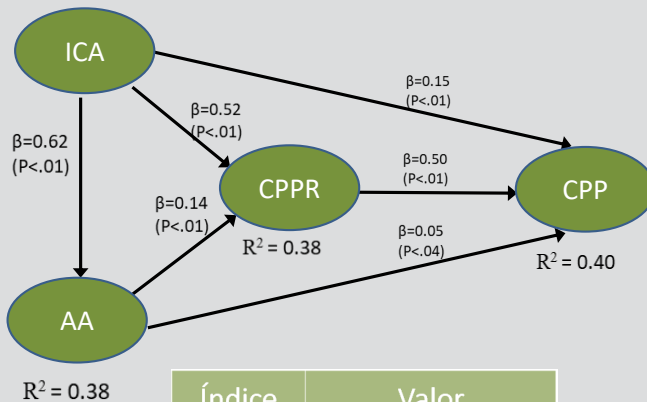 ICA
β=0.15
(P<.01)
β=0.52
(P<.01)
β=0.62
(P<.01)
β=0.50
(P<.01)
CPPR
CPP
β=0.14
(P<.01)
R² = 0.38
β=0.05
(P<.04)
R² = 0.40
AA
R² = 0.38
Índice Valor